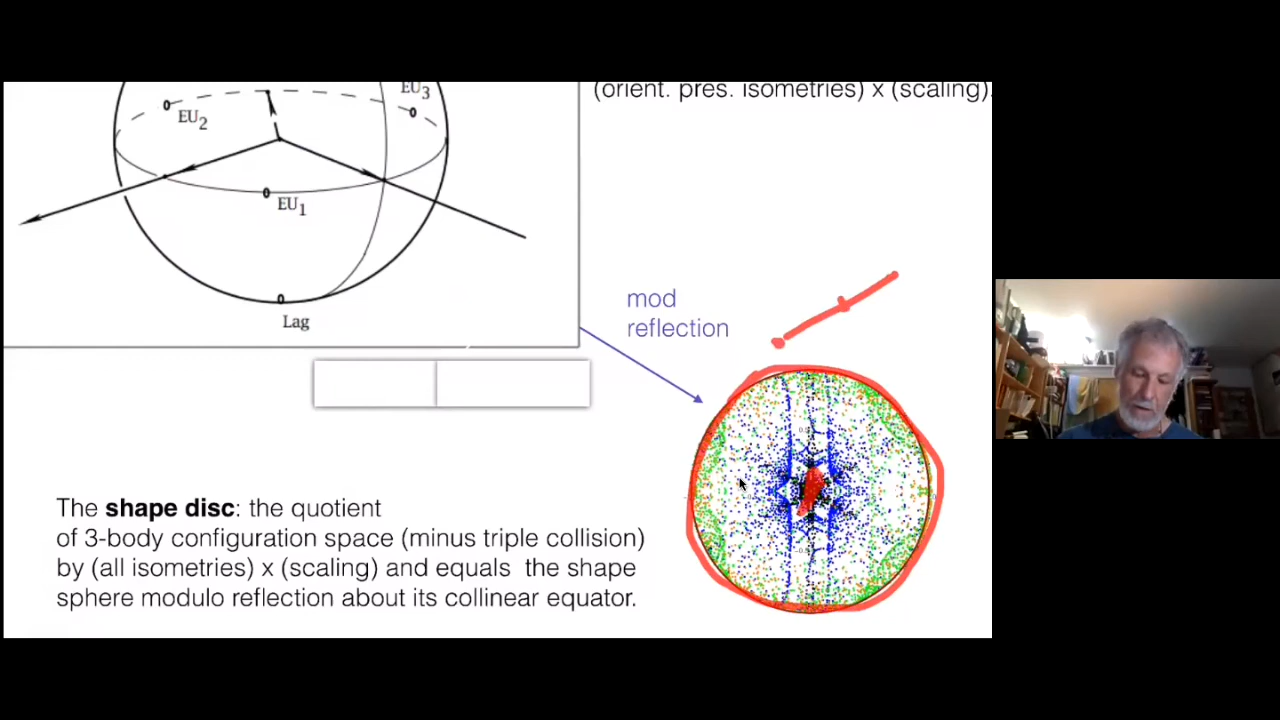 EU3
EU2
EU1
Lag
(orient. pres. isometries) x (scaling).
mod
reflection
The shape disc: the quotient
of 3-body configuration space (minus triple collision)
by (all isometries) x (scaling) and equals the shape
sphere modulo reflection about its collinear equator.